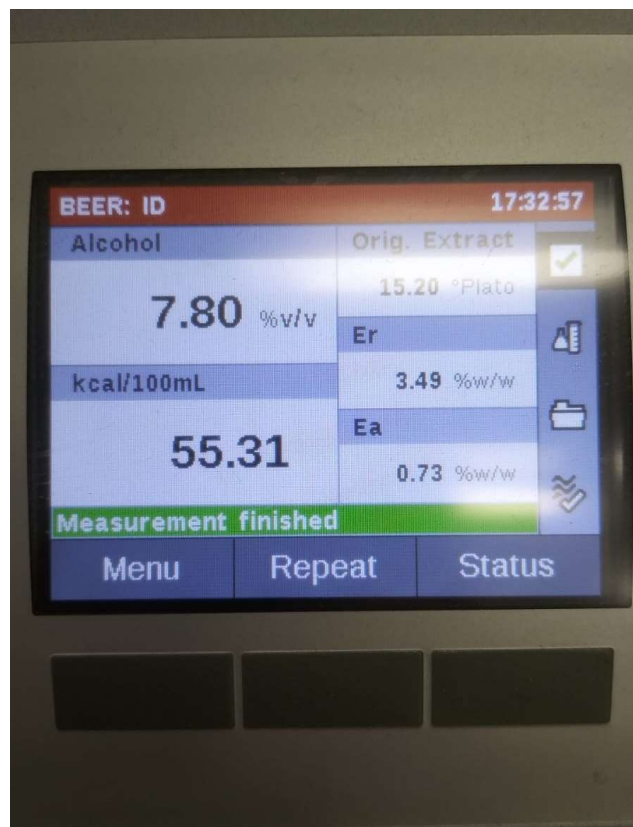 BEER: ID 17:32:57
Alcohol
7.80 %v/v
kcal/100mL
55.31
Orig. Extract
15.20 °Plato
Er
3.49 %w/w
Ea
0.73 %w/w
Measurement finished
Menu Repeat Status